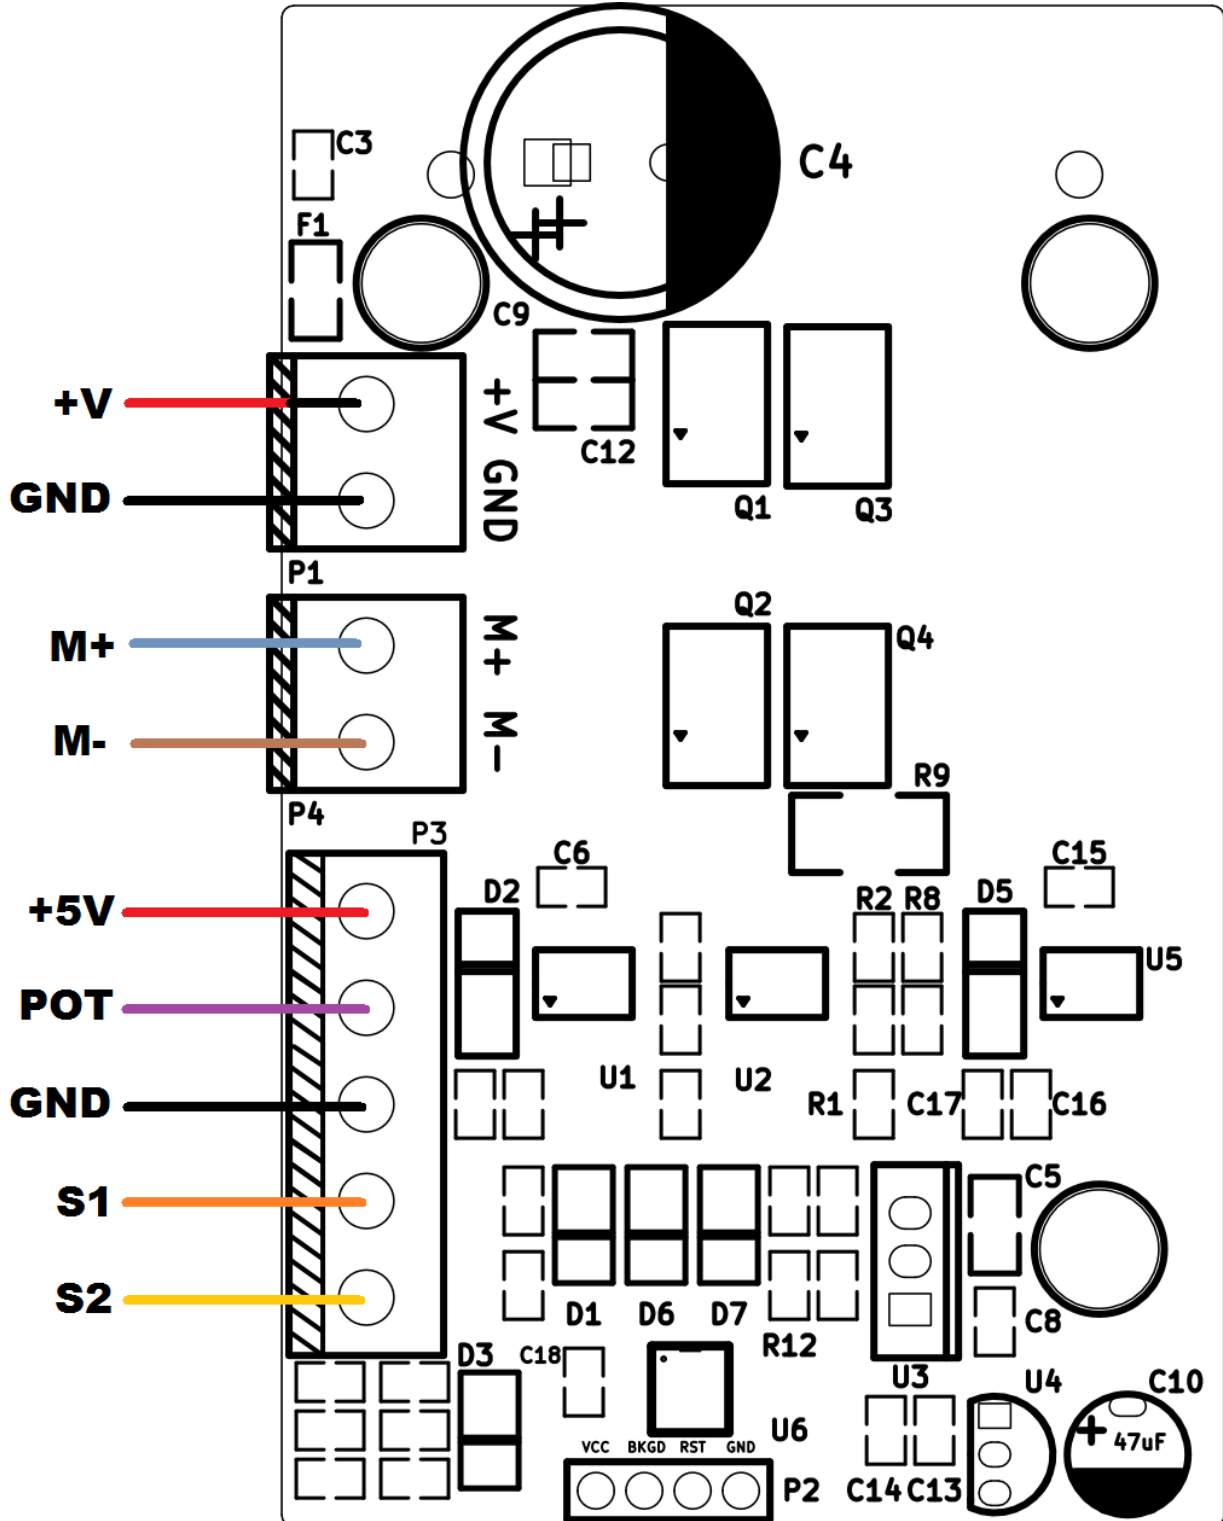 C3
C4
F1
C9
+V
+V
GND
GND
C12
Q1
Q3
P1
Q2
M+
M+
Q4
M-
M-
R9
P4
P3
C6
C15
D2
R2
R8
D5
+5V
U5
POT
U1
U2
GND
R1
C17
C16
C5
S1
S2
D1
D6
D7
C8
R12
D3
C18
U3
U4
C10
U6
+
47uF
VCC
BKGD
RST
GND
P2
C14
C13